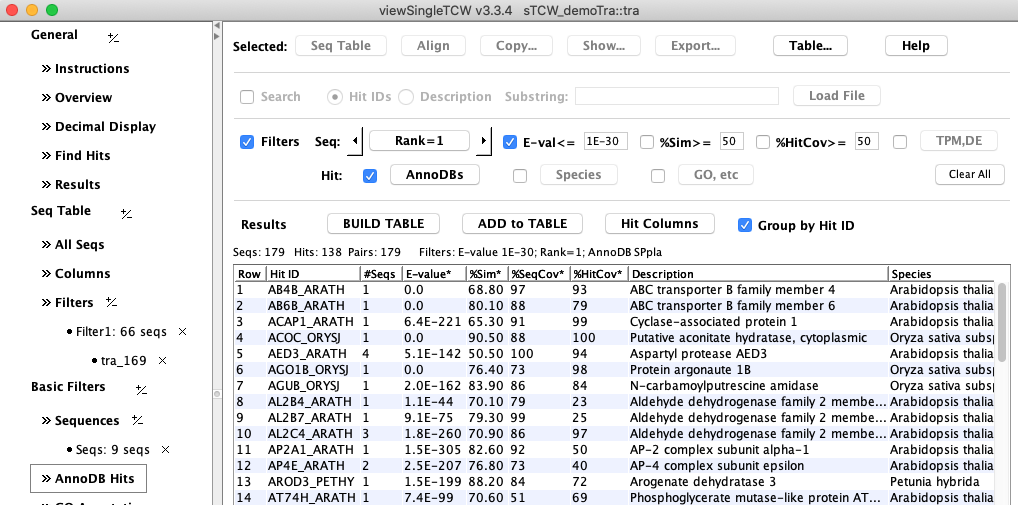 viewSingleTCW v3.3.4 sTCW_demoTra::tra
General
>> Instructions
>> Overview
>> Decimal Display
>> Find Hits
>> Results
Seq Table
>> All Seqs
>> Columns
>> Filters
• Filter1: 66 seqs ×
• tra_169 ×
Basic Filters
>> Sequences
• Seqs: 9 seqs ×
>> AnnoDB Hits
Selected: Seq Table Align Copy... Show... Export... Table... Help
Search Hit IDs Description Substring: Load File
Filters Seq: Rank=1 E-val<= 1E-30 %Sim>= 50 %HitCov>= 50 TPM,DE
Hit: AnnoDBs Species GO, etc Clear All
Results BUILD TABLE ADD to TABLE Hit Columns Group by Hit ID
Seqs: 179 Hits: 138 Pairs: 179 Filters: E-value 1E-30; Rank=1; AnnoDB SPpla
Row Hit ID #Seqs E-value* %Sim* %SeqCov* %HitCov* Description Species
1 AB4B_ARATH 1 0.0 68.80 97 93 ABC transporter B family member 4 Arabidopsis thalia
2 AB6B_ARATH 1 0.0 80.10 88 79 ABC transporter B family member 6 Arabidopsis thalia
3 ACAP1_ARATH 1 6.4E-221 65.30 91 99 Cyclase-associated protein 1 Arabidopsis thalia
4 ACOC_ORYSJ 1 0.0 90.50 88 100 Putative aconitate hydratase, cytoplasmic Oryza sativa subsp
5 AED3_ARATH 4 5.1E-142 50.50 100 94 Aspartyl protease AED3 Arabidopsis thalia
6 AGO1B_ORYSJ 1 0.0 76.40 73 98 Protein argonaute 1B Oryza sativa subsp
7 AGUB_ORYSJ 1 2.0E-162 83.90 86 84 N-carbamoylputrescine amidase Oryza sativa subsp
8 AL2B4_ARATH 1 1.1E-44 70.10 79 23 Aldehyde dehydrogenase family 2 membe... Arabidopsis thalia
9 AL2B7_ARATH 1 9.1E-75 79.30 99 25 Aldehyde dehydrogenase family 2 membe... Arabidopsis thalia
10 AL2C4_ARATH 3 1.8E-260 70.90 86 97 Aldehyde dehydrogenase family 2 membe... Arabidopsis thalia
11 AP2A1_ARATH 1 1.5E-305 82.60 92 50 AP-2 complex subunit alpha-1 Arabidopsis thalia
12 AP4E_ARATH 2 2.5E-207 76.80 73 40 AP-4 complex subunit epsilon Arabidopsis thalia
13 AROD3_PETHY 1 1.5E-199 88.20 84 72 Arogenate dehydratase 3 Petunia hybrida
14 AT74H_ARATH 1 7.4E-99 70.60 51 69 Phosphoglycerate mutase-like protein AT... Arabidopsis thalia